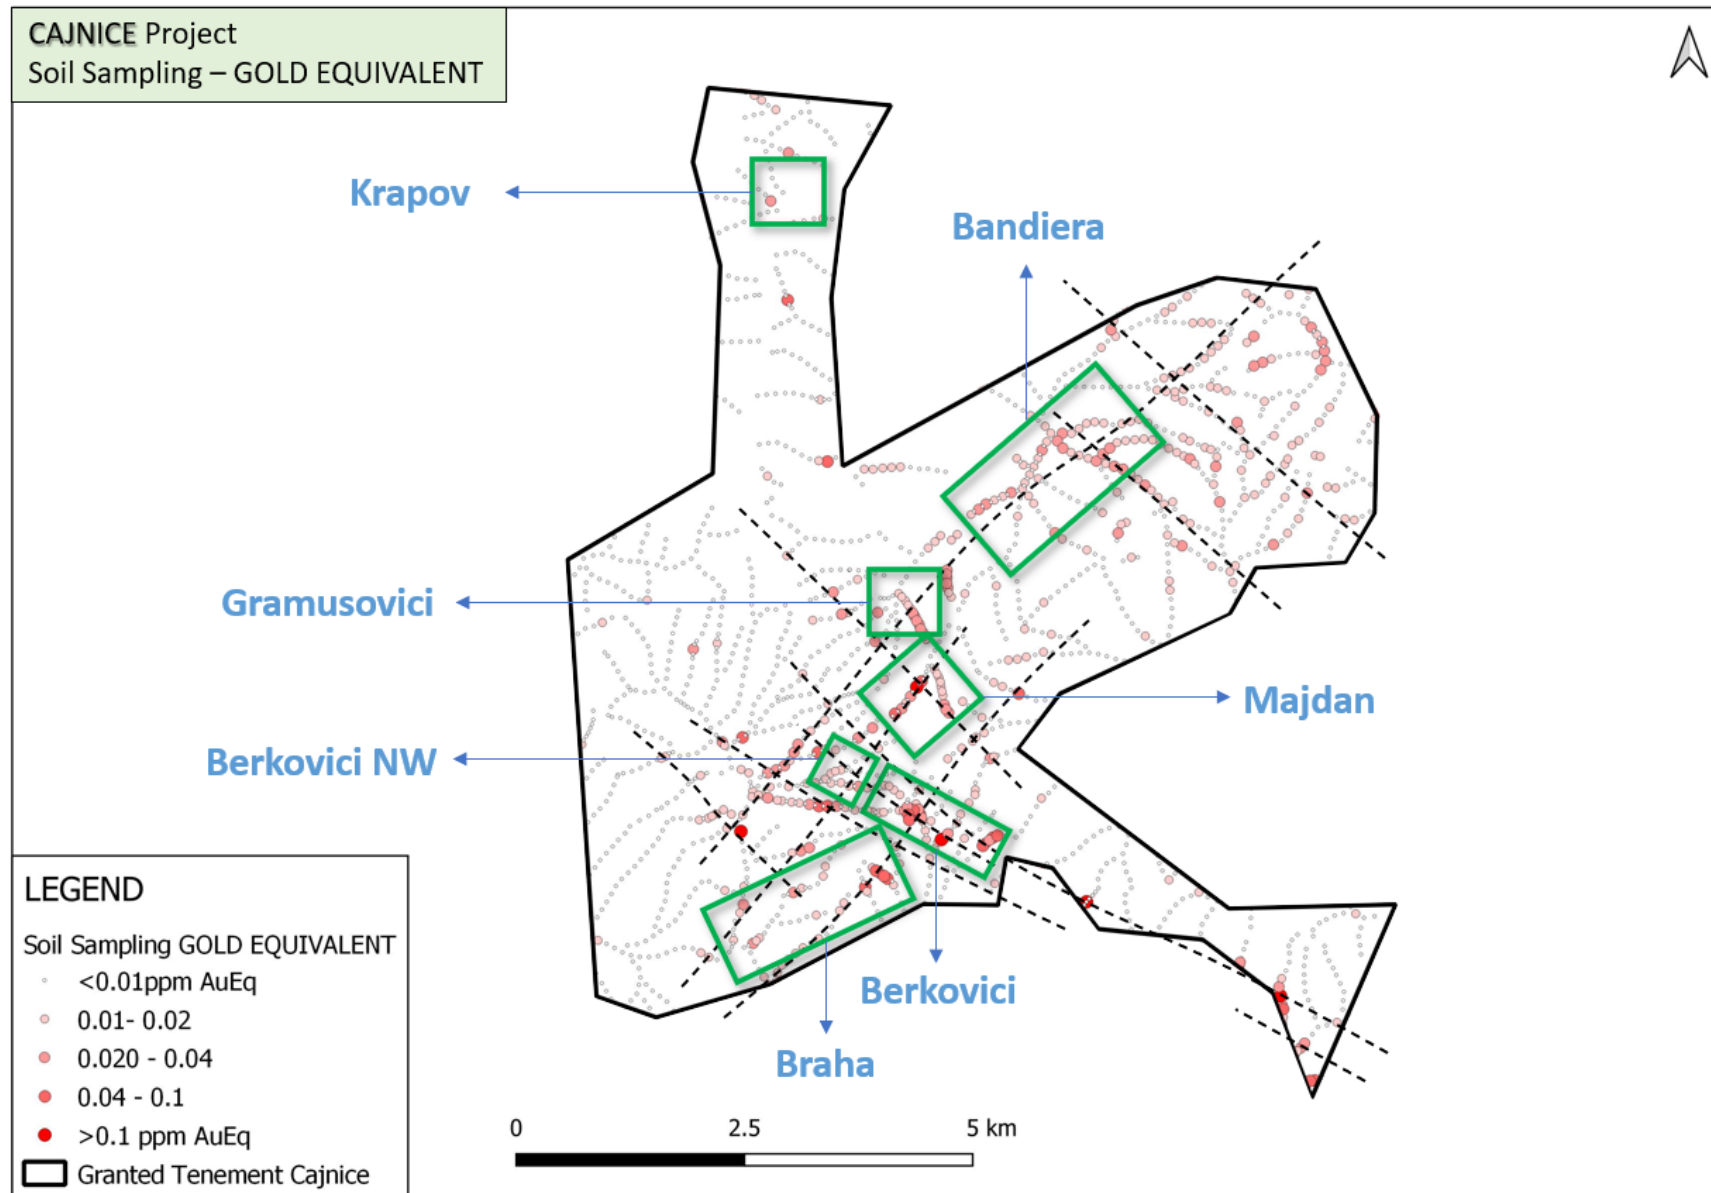 CAJNICE Project
Soil Sampling – GOLD EQUIVALENT
Krapov
Bandiera
Gramusovici
Majdan
Berkovici NW
Berkovici
Braha
LEGEND
Soil Sampling GOLD EQUIVALENT
<0.01ppm AuEq
0.01- 0.02
0.020 - 0.04
0.04 - 0.1
>0.1 ppm AuEq
Granted Tenement Cajnice
0 2.5 5 km